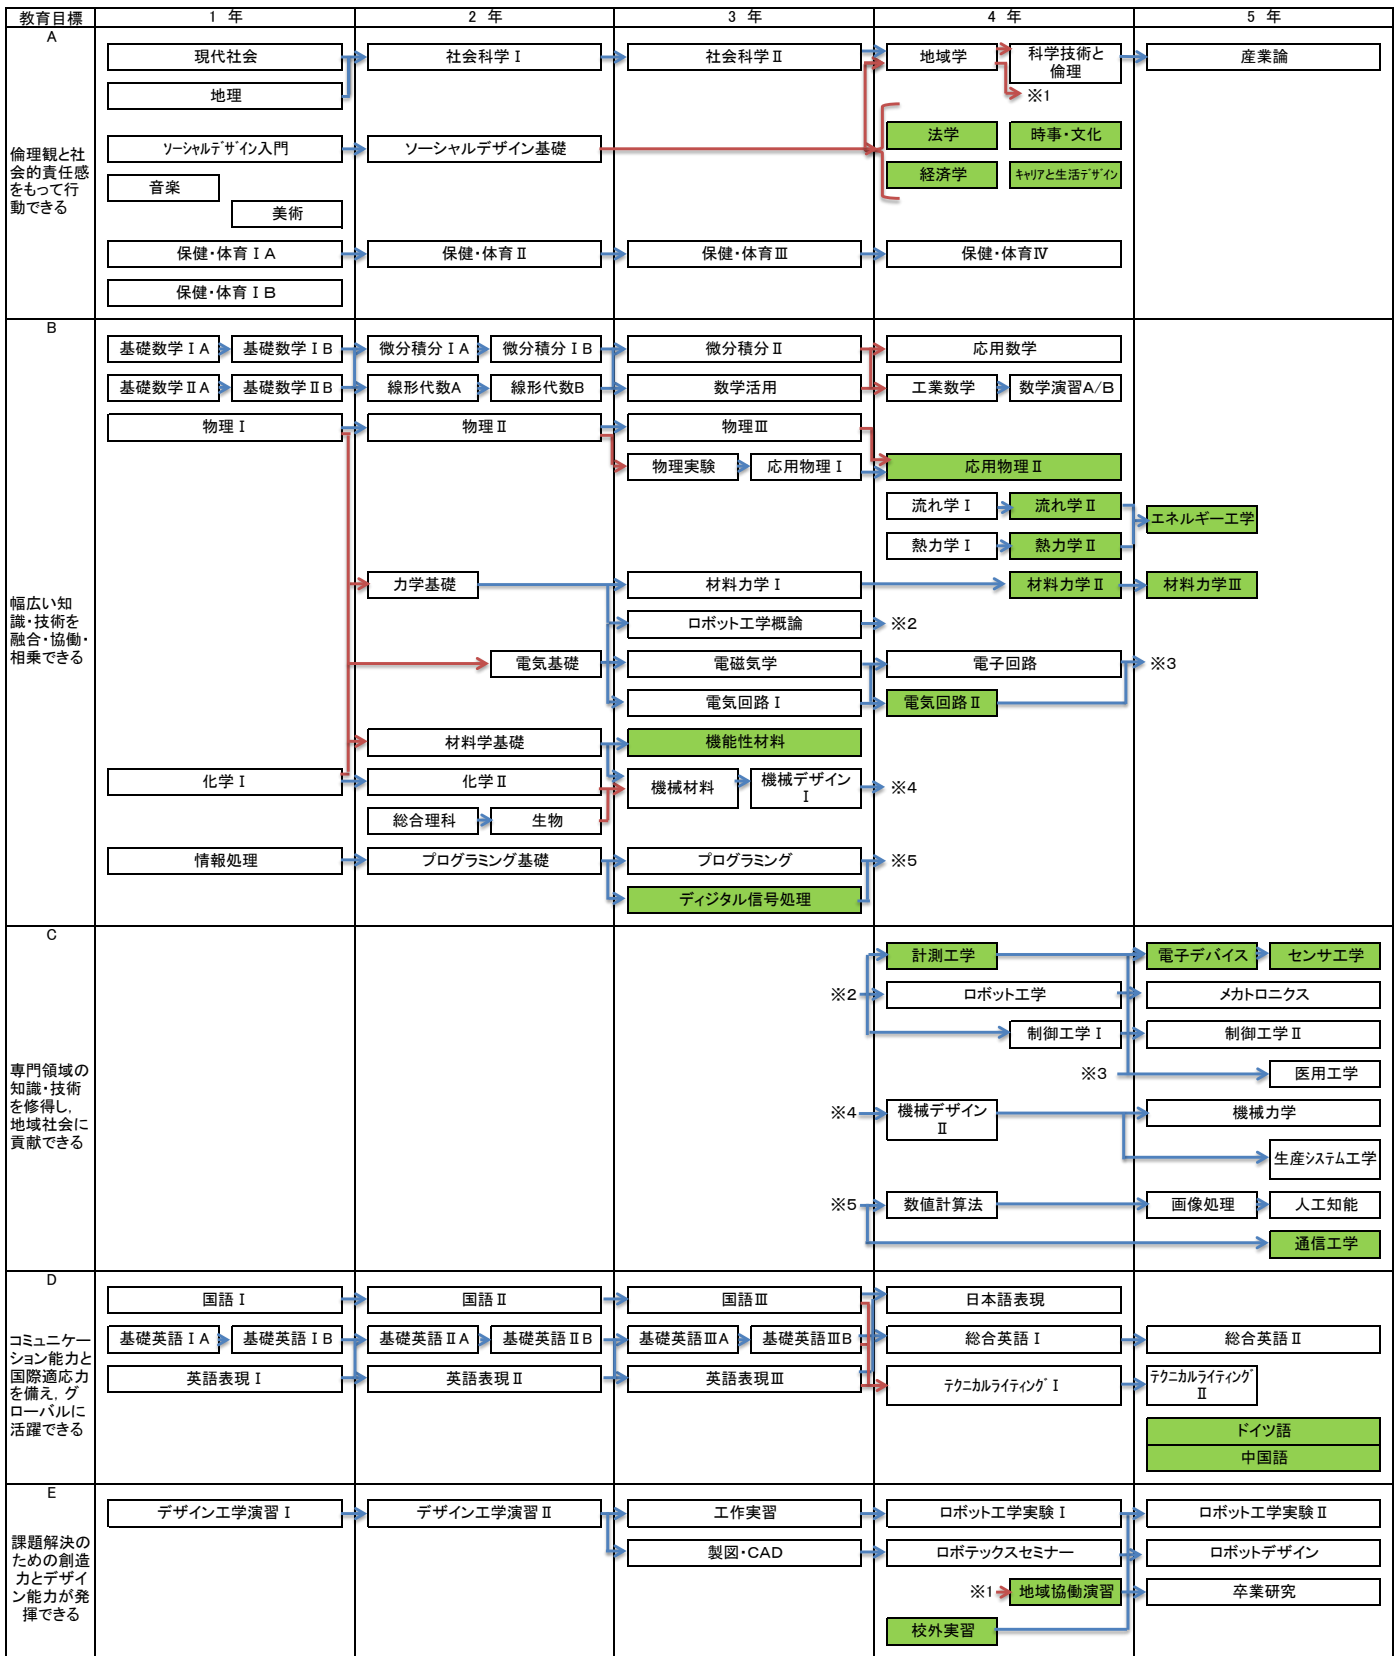 教育目標
1 年
2 年
3 年
4 年
5 年
A
倫理観と社
会的責任感
をもって行
動できる
現代社会
社会科学Ⅰ
社会科学Ⅱ
地域学
科学技術と
倫理
産業論
地理
※1
ソーシャルデザイン入門
ソーシャルデザイン基礎
法学
時事・文化
経済学
キャリアと生活デザイン
音楽
美術
保健・体育ⅠA
保健・体育Ⅱ
保健・体育Ⅲ
保健・体育Ⅳ
保健・体育ⅠB
B
幅広い知
識・技術を
融合・協働・
相乗できる
基礎数学ⅠA
基礎数学ⅠB
微分積分ⅠA
微分積分ⅠB
微分積分Ⅱ
応用数学
基礎数学ⅡA
基礎数学ⅡB
線形代数A
線形代数B
数学活用
工業数学
数学演習A/B
物理Ⅰ
物理Ⅱ
物理Ⅲ
物理実験
応用物理Ⅰ
応用物理Ⅱ
流れ学Ⅰ
流れ学Ⅱ
エネルギー工学
熱力学Ⅰ
熱力学Ⅱ
力学基礎
材料力学Ⅰ
材料力学Ⅱ
材料力学Ⅲ
ロボット工学概論
※2
電気基礎
電磁気学
電子回路
※3
電気回路Ⅰ
電気回路Ⅱ
材料学基礎
機能性材料
化学Ⅰ
化学Ⅱ
機械材料
機械デザイン
Ⅰ
※4
総合理科
生物
情報処理
プログラミング基礎
プログラミング
※5
ディジタル信号処理
C
専門領域の
知識・技術
を修得し,
地域社会に
貢献できる
計測工学
電子デバイス
センサ工学
※2
ロボット工学
メカトロニクス
制御工学Ⅰ
制御工学Ⅱ
※3
医用工学
※4
機械デザイン
Ⅱ
機械力学
生産システム工学
※5
数値計算法
画像処理
人工知能
通信工学
D
コミュニケー
ション能力と
国際適応力
を備え, グ
ローバルに
活躍できる
国語Ⅰ
国語Ⅱ
国語Ⅲ
日本語表現
基礎英語ⅠA
基礎英語ⅠB
基礎英語ⅡA
基礎英語ⅡB
基礎英語ⅢA
基礎英語ⅢB
総合英語Ⅰ
総合英語Ⅱ
英語表現Ⅰ
英語表現Ⅱ
英語表現Ⅲ
テクニカルライティングⅠ
テクニカルライティング
Ⅱ
ドイツ語
中国語
E
課題解決の
ための創造
力とデザイ
ン能力が発
揮できる
デザイン工学演習Ⅰ
デザイン工学演習Ⅱ
工作実習
ロボット工学実験Ⅰ
ロボット工学実験Ⅱ
製図・CAD
ロボテックスセミナー
ロボットデザイン
※1
地域協働演習
卒業研究
校外実習